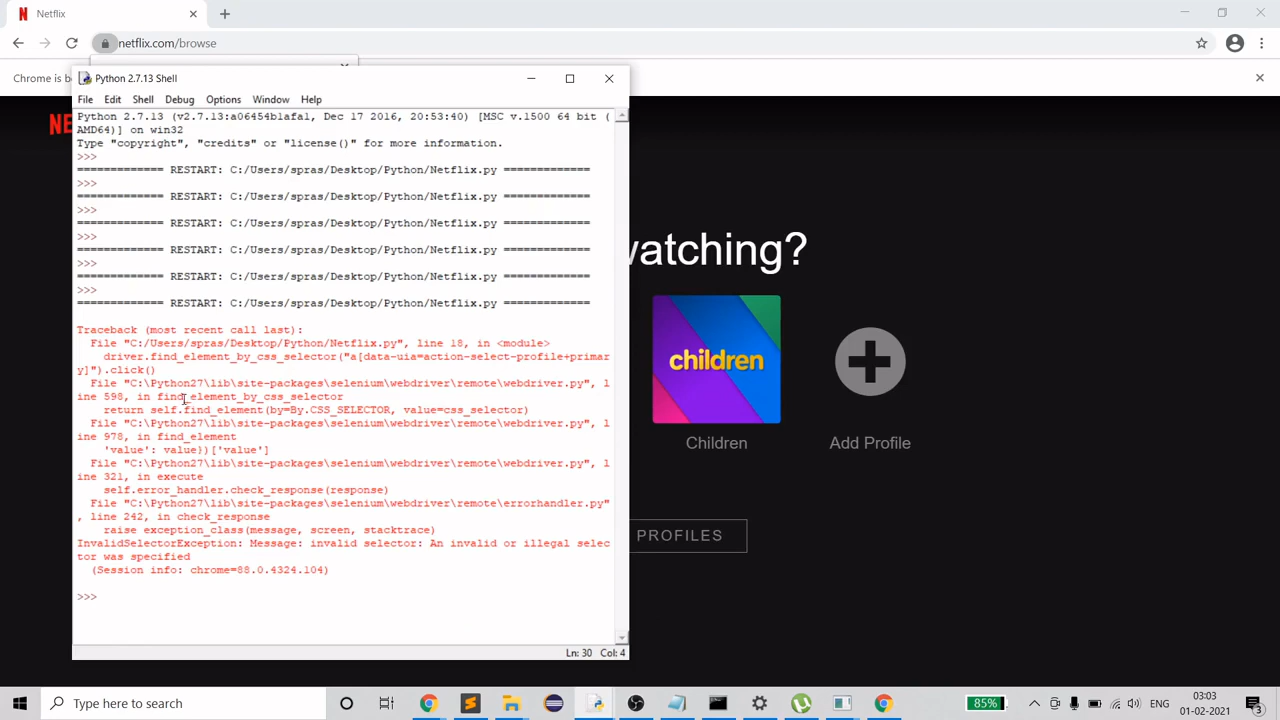 Netflix
netflix.com/browse
Chrome is be
Python 2.7.13 Shell
File Edit Shell Debug Options Window Help
Python 2.7.13 (v2.7.13:a06454b1afa1, Dec 17 2016, 20:53:40) [MSC v.1500 64 bit (
AMD64)] on win32
Type "copyright", "credits" or "license()" for more information.
>>>
============= RESTART: C:/Users/spras/Desktop/Python/Netflix.py =============
>>>
============= RESTART: C:/Users/spras/Desktop/Python/Netflix.py =============
>>>
============= RESTART: C:/Users/spras/Desktop/Python/Netflix.py =============
>>>
============= RESTART: C:/Users/spras/Desktop/Python/Netflix.py =============
>>>
============= RESTART: C:/Users/spras/Desktop/Python/Netflix.py =============
>>>
============= RESTART: C:/Users/spras/Desktop/Python/Netflix.py =============
Traceback (most recent call last):
File "C:/Users/spras/Desktop/Python/Netflix.py", line 18, in <module>
driver.find_element_by_css_selector("a[data-uia=action-select-profile+primar
y]").click()
File "C:\Python27\lib\site-packages\selenium\webdriver\remote\webdriver.py", l
ine 598, in find_element_by_css_selector
return self.find_element(by=By.CSS_SELECTOR, value=css_selector)
File "C:\Python27\lib\site-packages\selenium\webdriver\remote\webdriver.py", l
ine 978, in find_element
'value': value})['value']
File "C:\Python27\lib\site-packages\selenium\webdriver\remote\webdriver.py", l
ine 321, in execute
self.error_handler.check_response(response)
File "C:\Python27\lib\site-packages\selenium\webdriver\remote\errorhandler.py"
, line 242, in check_response
raise exception_class(message, screen, stacktrace)
InvalidSelectorException: Message: invalid selector: An invalid or illegal selec
tor was specified
(Session info: chrome=88.0.4324.104)
>>>
Ln: 30 Col: 4
NE
watching?
children
Children
Add Profile
PROFILES
Type here to search
85%
ENG
03:03
01-02-2021
3